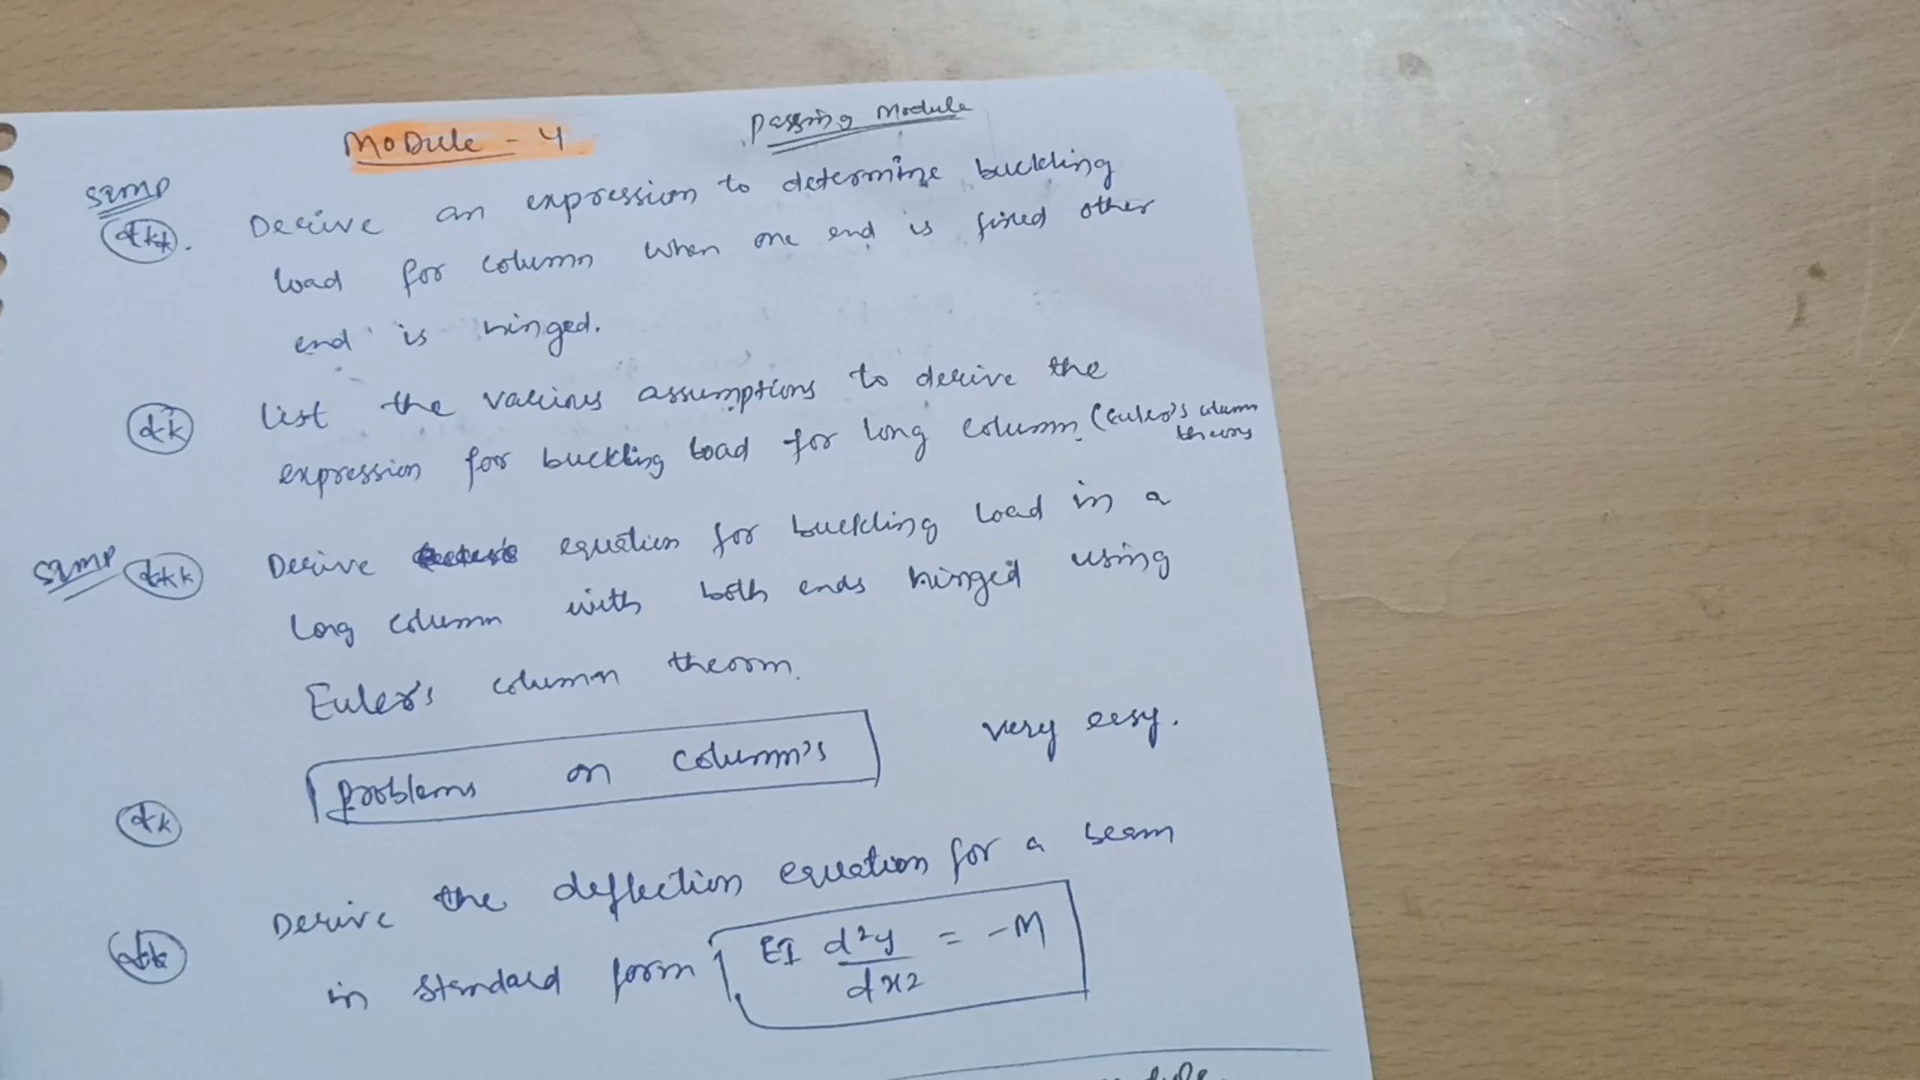 MODULE - 4
Passing Module
SIMP
Derive an expression to determine buckling
load for column when one end is fixed other
end is hinged.
List the various assumptions to derive the
expression for buckling load for long column. (Euler's column
theory
SIMP
Derive equation for buckling load in a
long column with both ends hinged using
Euler's column theorm.
Problems on column's
very eesy.
Derive the deflection equation for a beam
in standard form
EI d²y/dx2 = -M